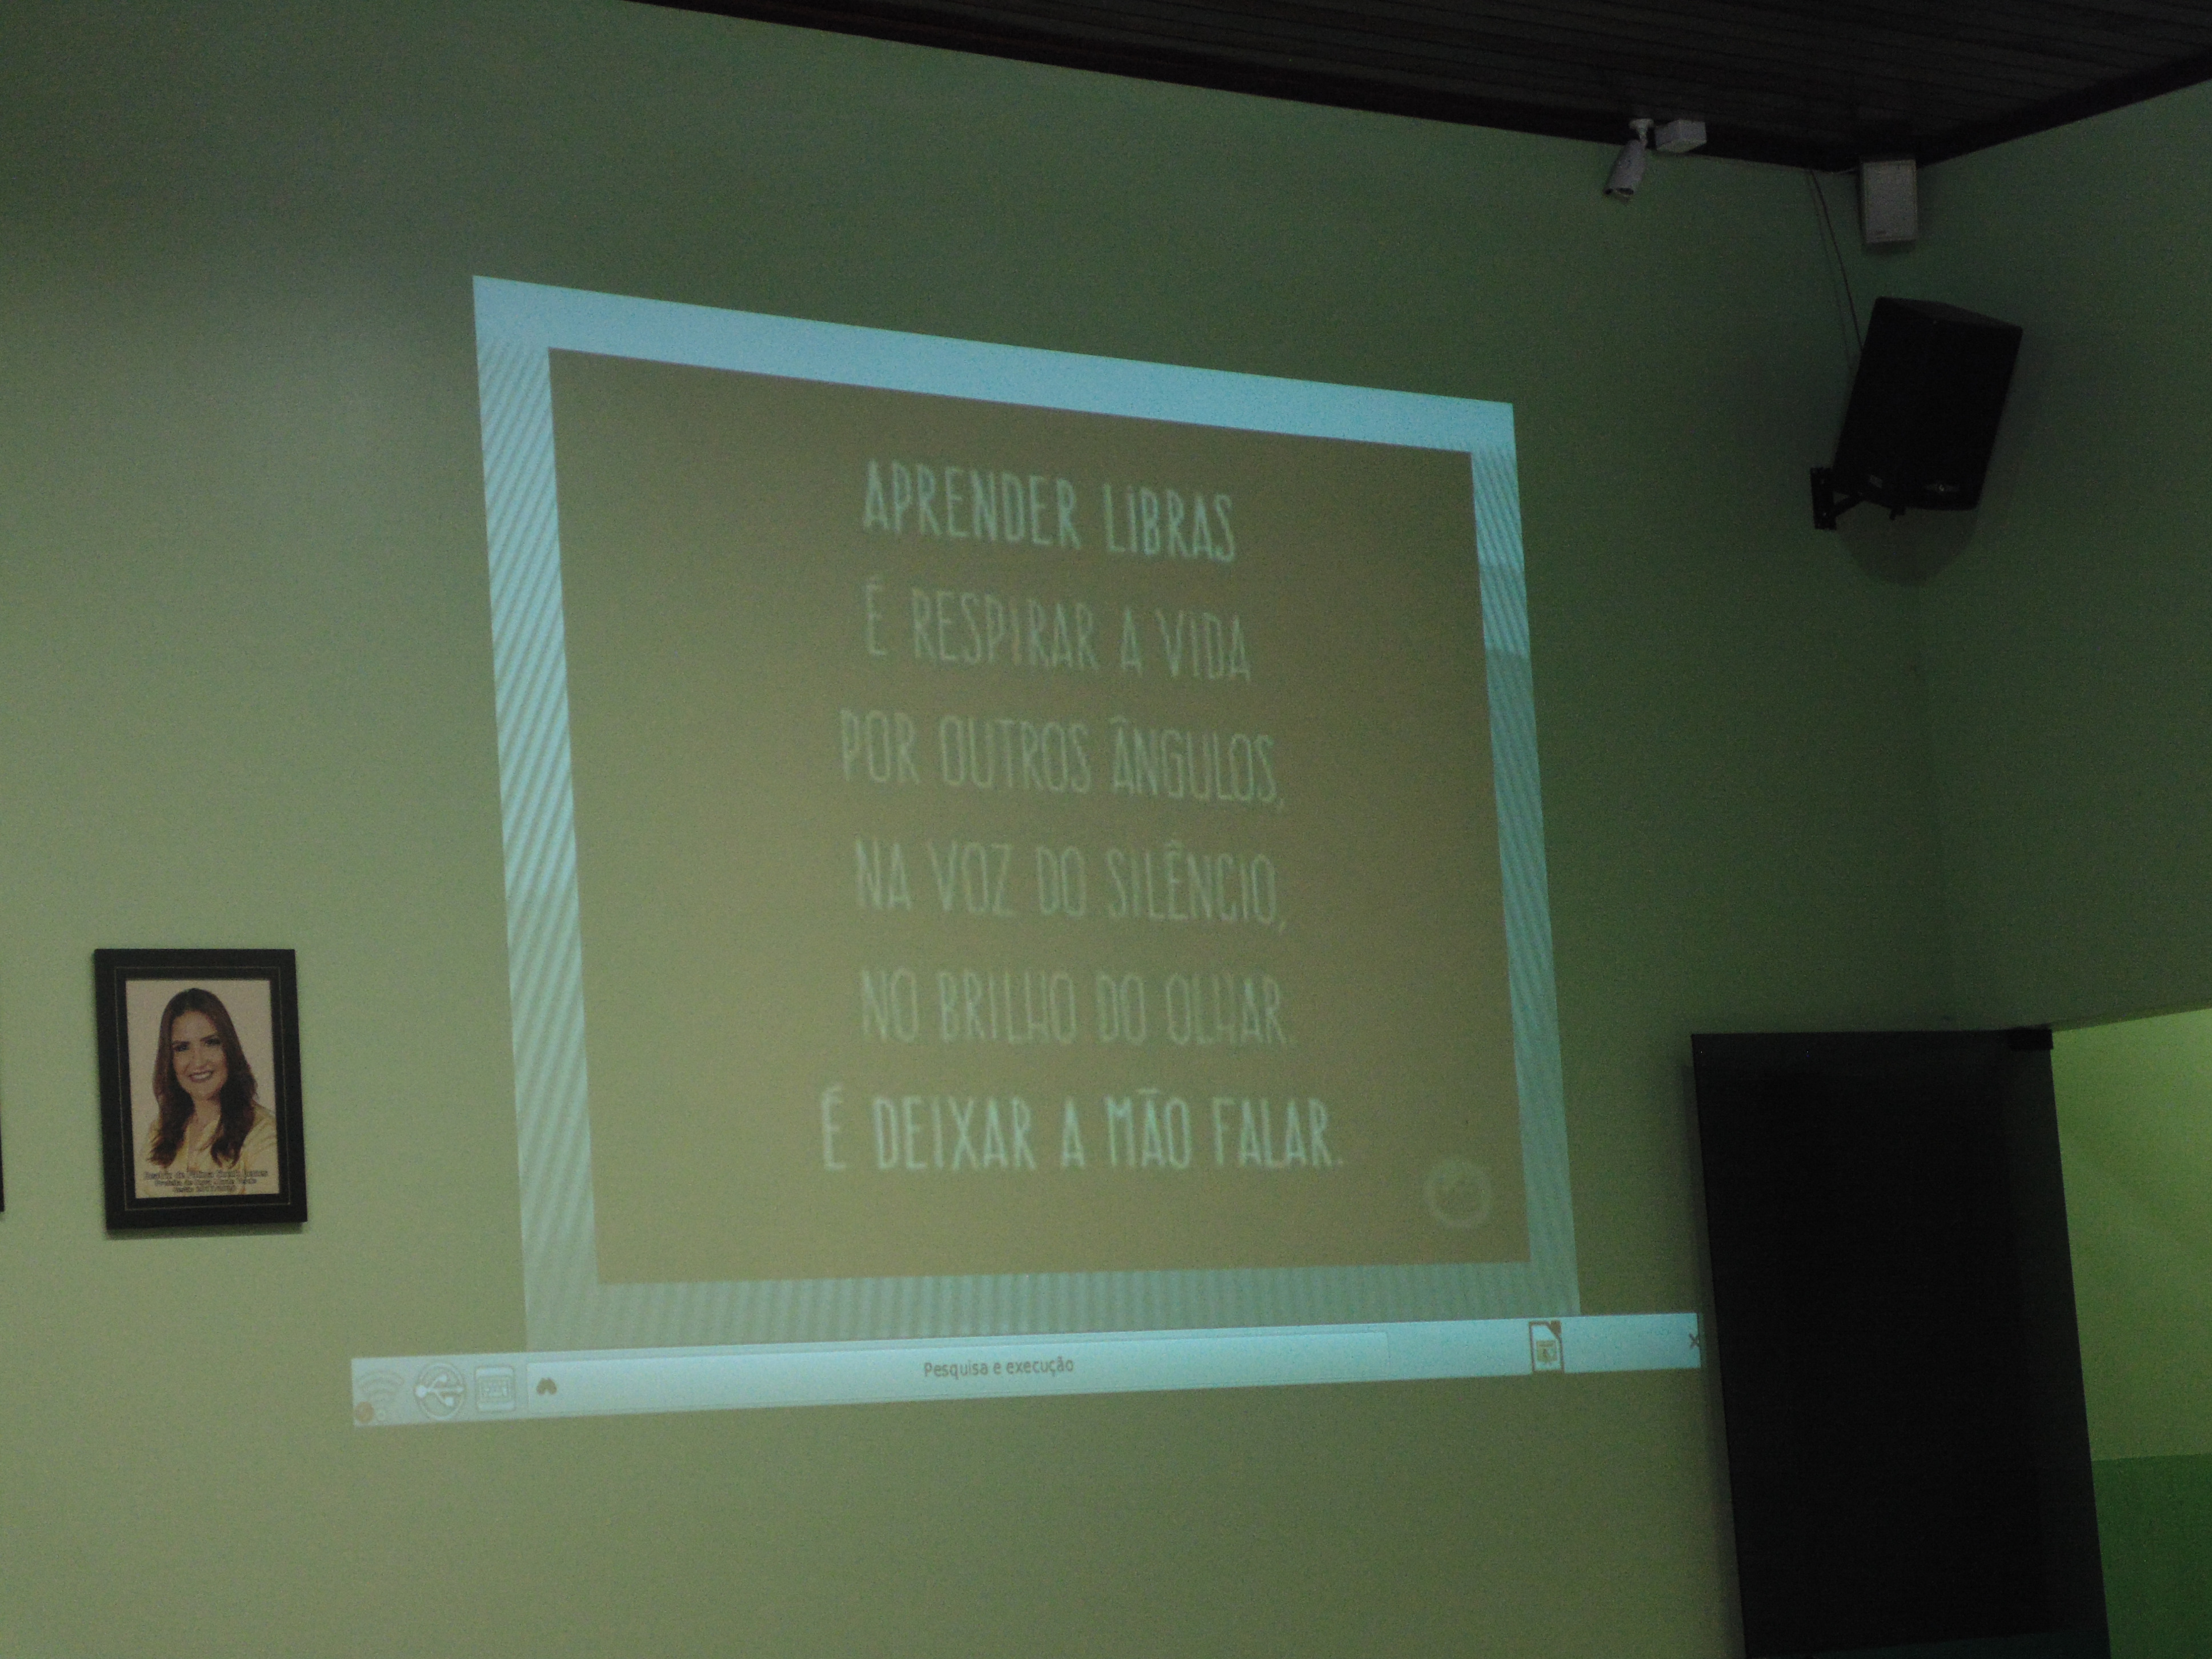 APRENDER LIBRAS
É RESPIRAR A VIDA
POR OUTROS ÂNGULOS,
NA VOZ DO SILÊNCIO,
NO BRILHO DO OLHAR.
É DEIXAR A MÃO FALAR.
Pesquisa e execução